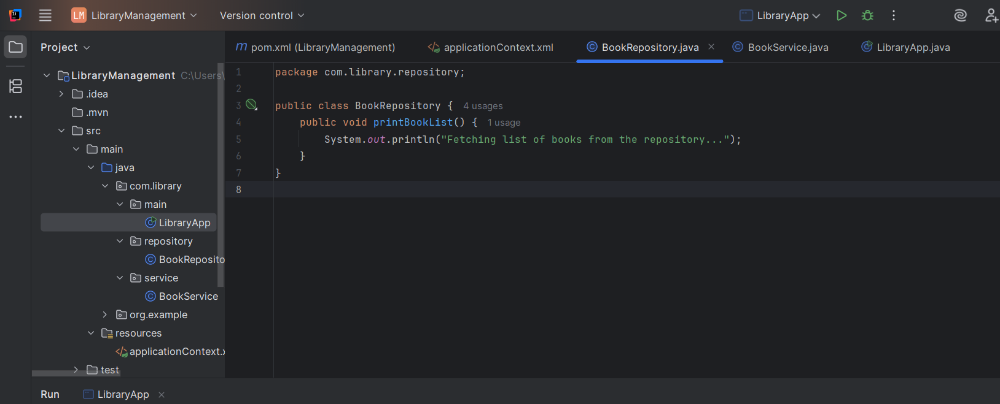 LM LibraryManagement Version control LibraryApp
Project
pom.xml (LibraryManagement) applicationContext.xml BookRepository.java BookService.java LibraryApp.java
LibraryManagement C:\Users\
.idea
.mvn
src
main
java
com.library
main
LibraryApp
repository
BookReposito
service
BookService
org.example
resources
applicationContext.x
test
1 package com.library.repository;
2
3 public class BookRepository { 4 usages
4 public void printBookList() { 1 usage
5 System.out.println("Fetching list of books from the repository...");
6 }
7 }
8
Run LibraryApp